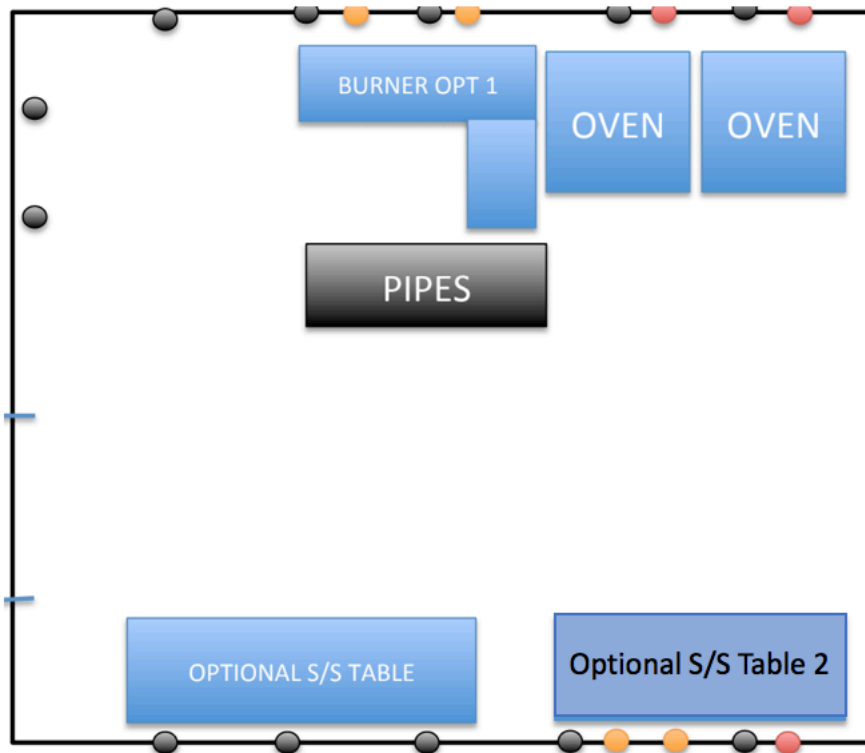 BURNER OPT 1
OVEN
OVEN
PIPES
OPTIONAL S/S TABLE
Optional S/S Table 2